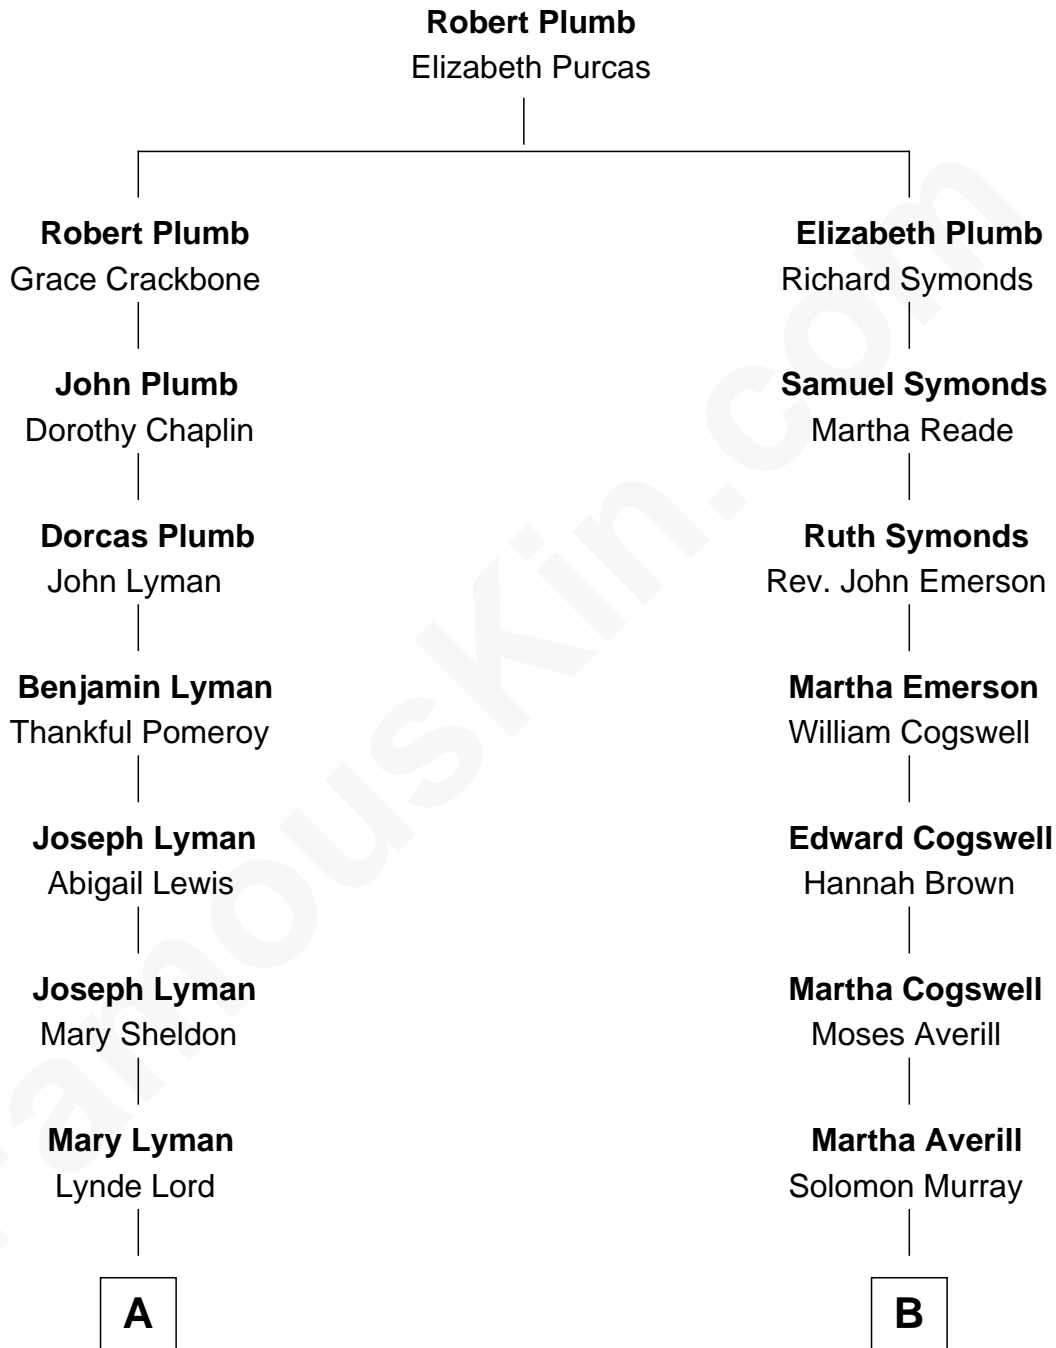 Robert Plumb
Elizabeth Purcas
Robert Plumb
Grace Crackbone
Elizabeth Plumb
Richard Symonds
John Plumb
Dorothy Chaplin
Samuel Symonds
Martha Reade
Dorcas Plumb
John Lyman
Ruth Symonds
Rev. John Emerson
Benjamin Lyman
Thankful Pomeroy
Martha Emerson
William Cogswell
Joseph Lyman
Abigail Lewis
Edward Cogswell
Hannah Brown
Joseph Lyman
Mary Sheldon
Martha Cogswell
Moses Averill
Mary Lyman
Lynde Lord
Martha Averill
Solomon Murray
A
B
FamousKin.com